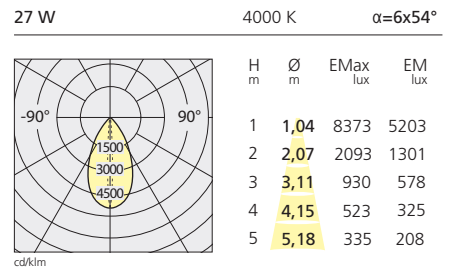 27 W 4000 K α=6x54°
H Ø EMax EM
m m lux lux
-90° 90°
1 1,04 8373 5203
1500
2 2,07 2093 1301
3000
3 3,11 930 578
4500
4 4,15 523 325
5 5,18 335 208
cd/klm